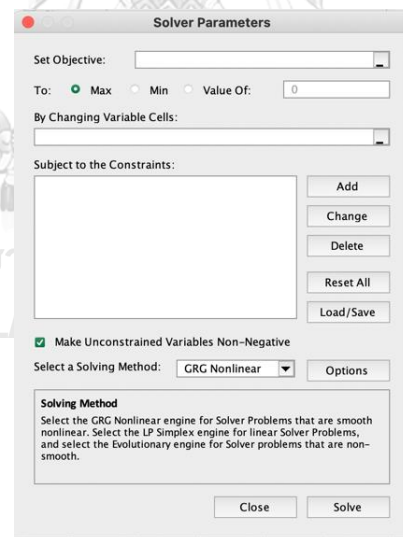 Solver Parameters
Set Objective:
To: Max Min Value Of: 0
By Changing Variable Cells:
Subject to the Constraints:
Add
Change
Delete
Reset All
Load/Save
Make Unconstrained Variables Non-Negative
Select a Solving Method: GRG Nonlinear Options
Solving Method
Select the GRG Nonlinear engine for Solver Problems that are smooth
nonlinear. Select the LP Simplex engine for linear Solver Problems,
and select the Evolutionary engine for Solver problems that are non-
smooth.
Close Solve